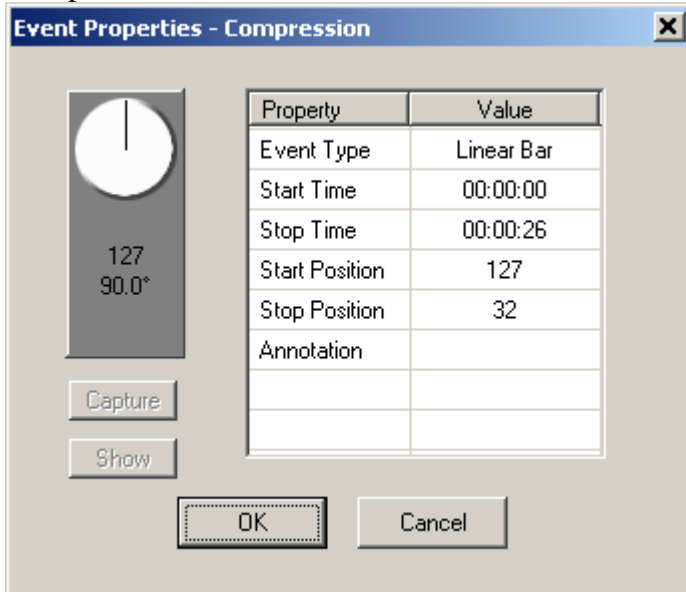 Event Properties - Compression
Property Value
Event Type Linear Bar
Start Time 00:00:00
Stop Time 00:00:26
Start Position 127
Stop Position 32
Annotation
127
90.0°
Capture
Show
OK Cancel